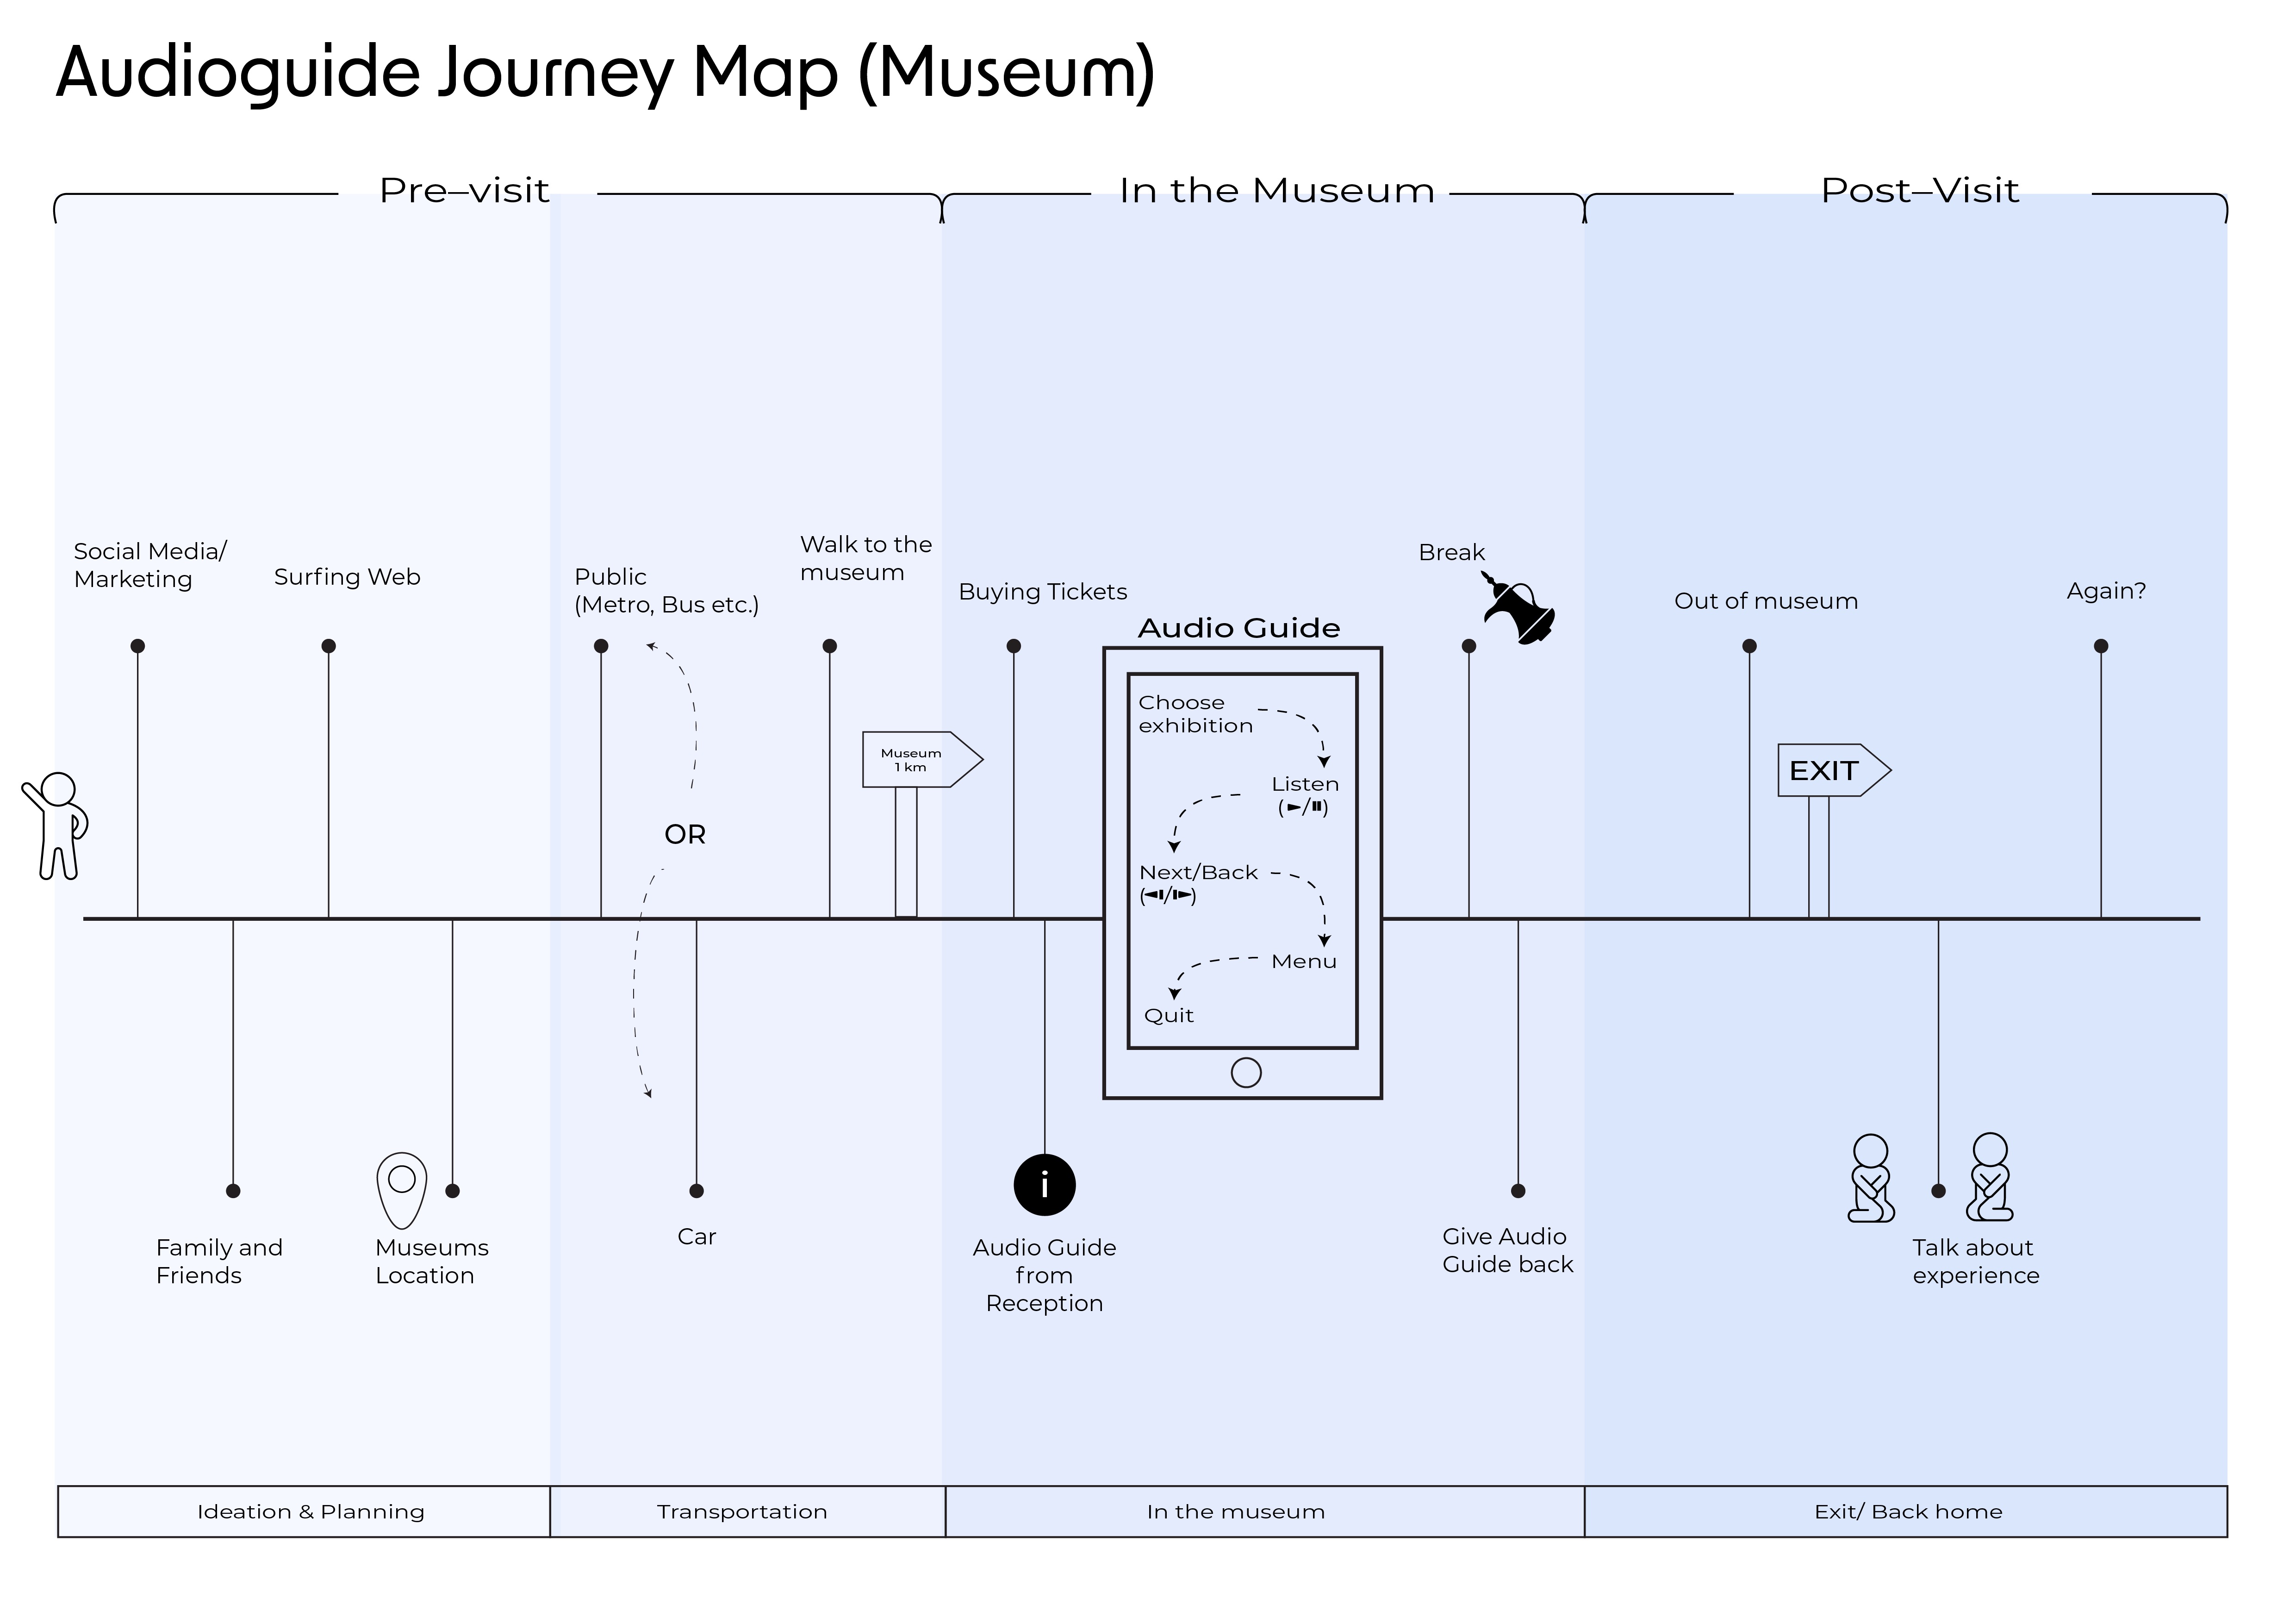 Audioguide Journey Map (Museum)
Pre–visit
In the Museum
Post–Visit
Social Media/
Marketing
Surfing Web
Public
(Metro, Bus etc.)
Walk to the
museum
Buying Tickets
Break
Out of museum
Again?
Audio Guide
Choose
exhibition
Listen
(►/⏸)
Next/Back
(◄I/I►)
Menu
Quit
Museum
1 km
OR
EXIT
i
Family and
Friends
Museums
Location
Car
Audio Guide
from
Reception
Give Audio
Guide back
Talk about
experience
Ideation & Planning
Transportation
In the museum
Exit/ Back home